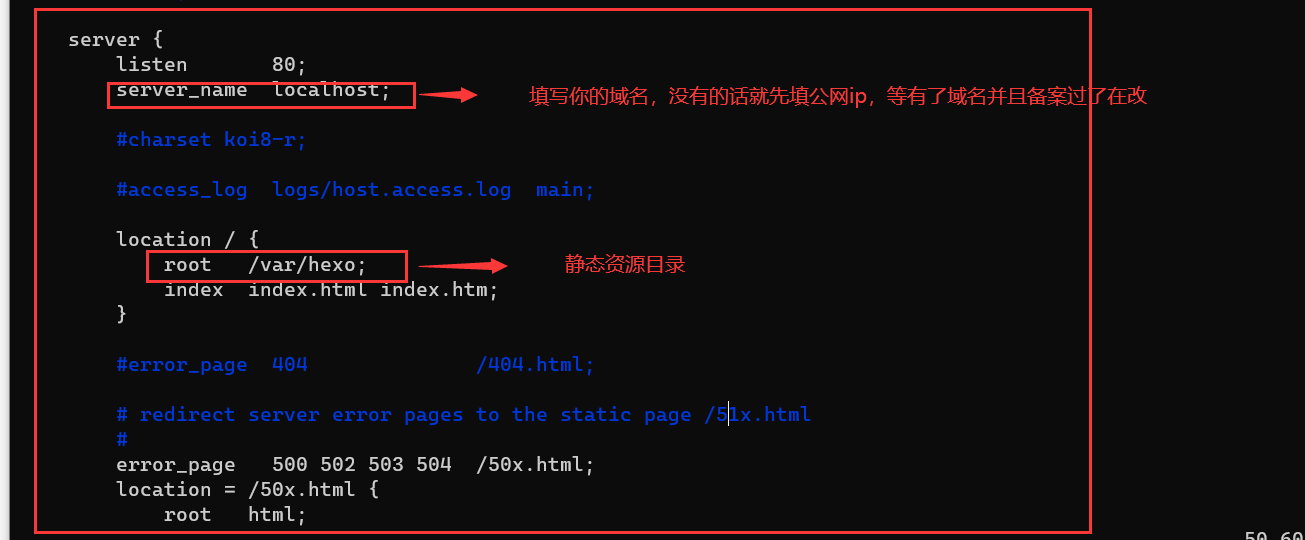 server {
listen 80;
server_name localhost;
填写你的域名，没有的话就先填公网ip，等有了域名并且备案过了在改
#charset koi8-r;
#access_log logs/host.access.log main;
location / {
root /var/hexo;
静态资源目录
index index.html index.htm;
}
#error_page 404 /404.html;
# redirect server error pages to the static page /51x.html
#
error_page 500 502 503 504 /50x.html;
location = /50x.html {
root html;
50,60